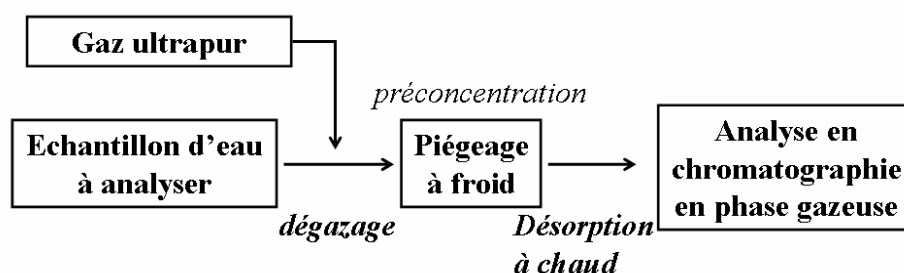 Gaz ultrapur
préconcentration
Echantillon d'eau
à analyser
dégazage
Piégeage
à froid
Désorption
à chaud
Analyse en
chromatographie
en phase gazeuse